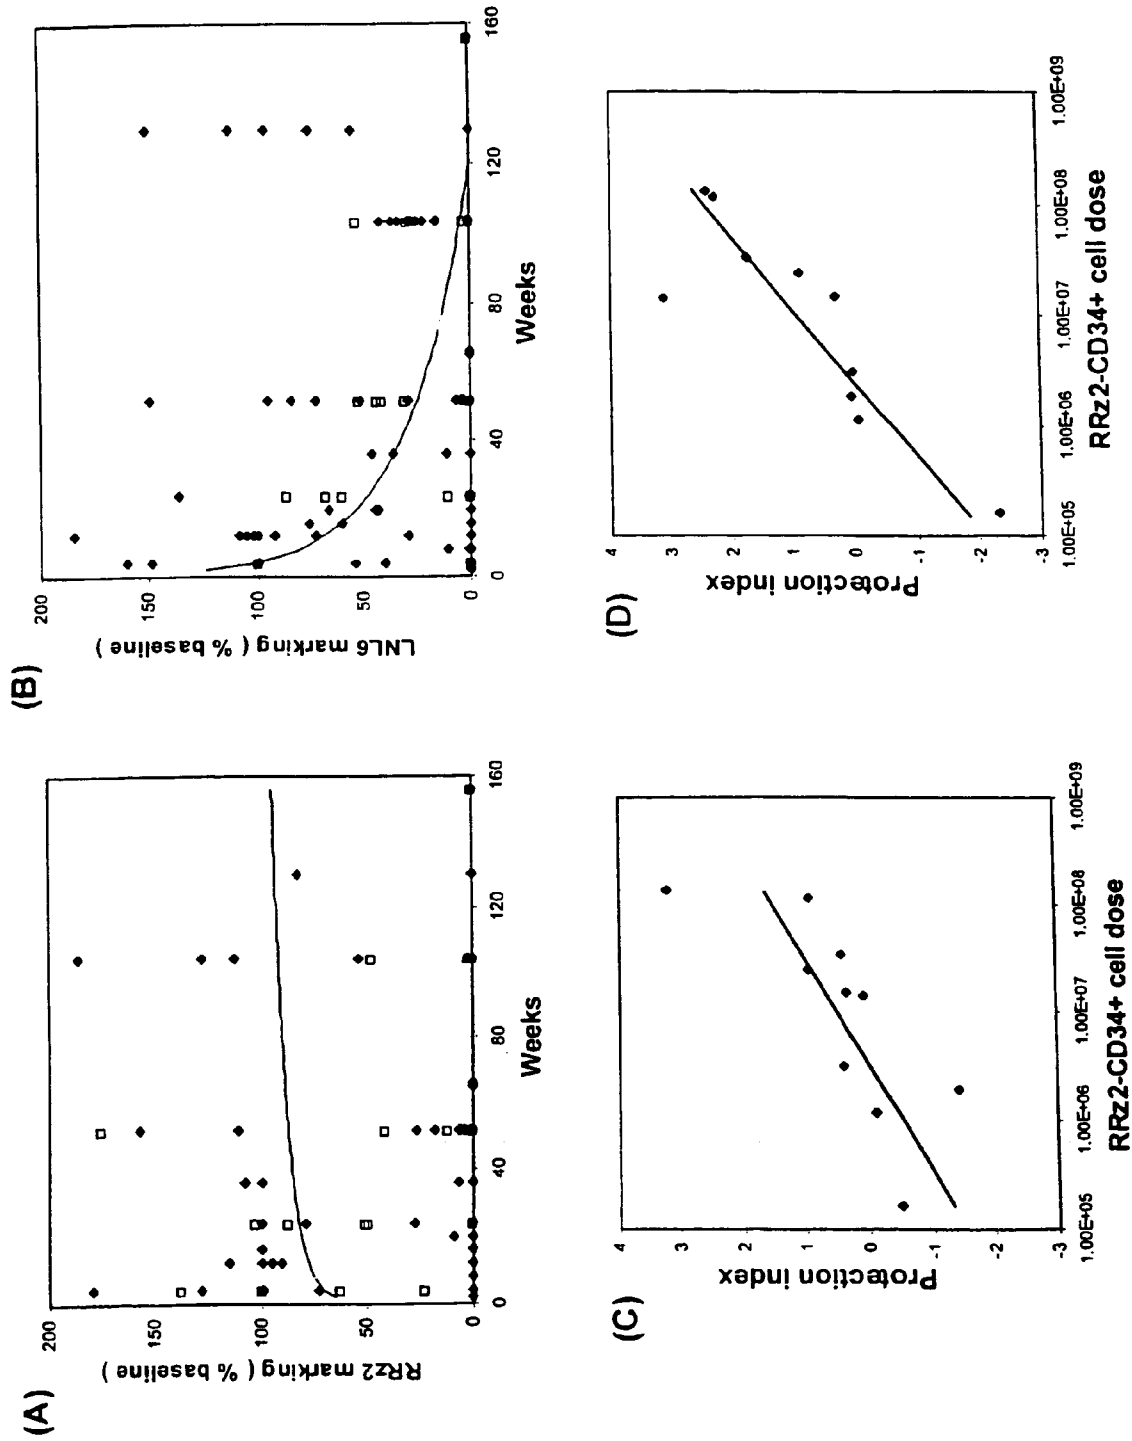 (A)
RRz2 marking ( % baseline )
200
150
100
50
0
0
40
80
120
160
Weeks
(B)
LNL6 marking ( % baseline )
200
150
100
50
0
0
40
80
120
160
Weeks
(C)
Protection index
4
3
2
1
0
-1
-2
-3
1.00E+05
1.00E+06
1.00E+07
1.00E+08
1.00E+09
RRz2-CD34+ cell dose
(D)
Protection index
4
3
2
1
0
-1
-2
-3
1.00E+05
1.00E+06
1.00E+07
1.00E+08
1.00E+09
RRz2-CD34+ cell dose